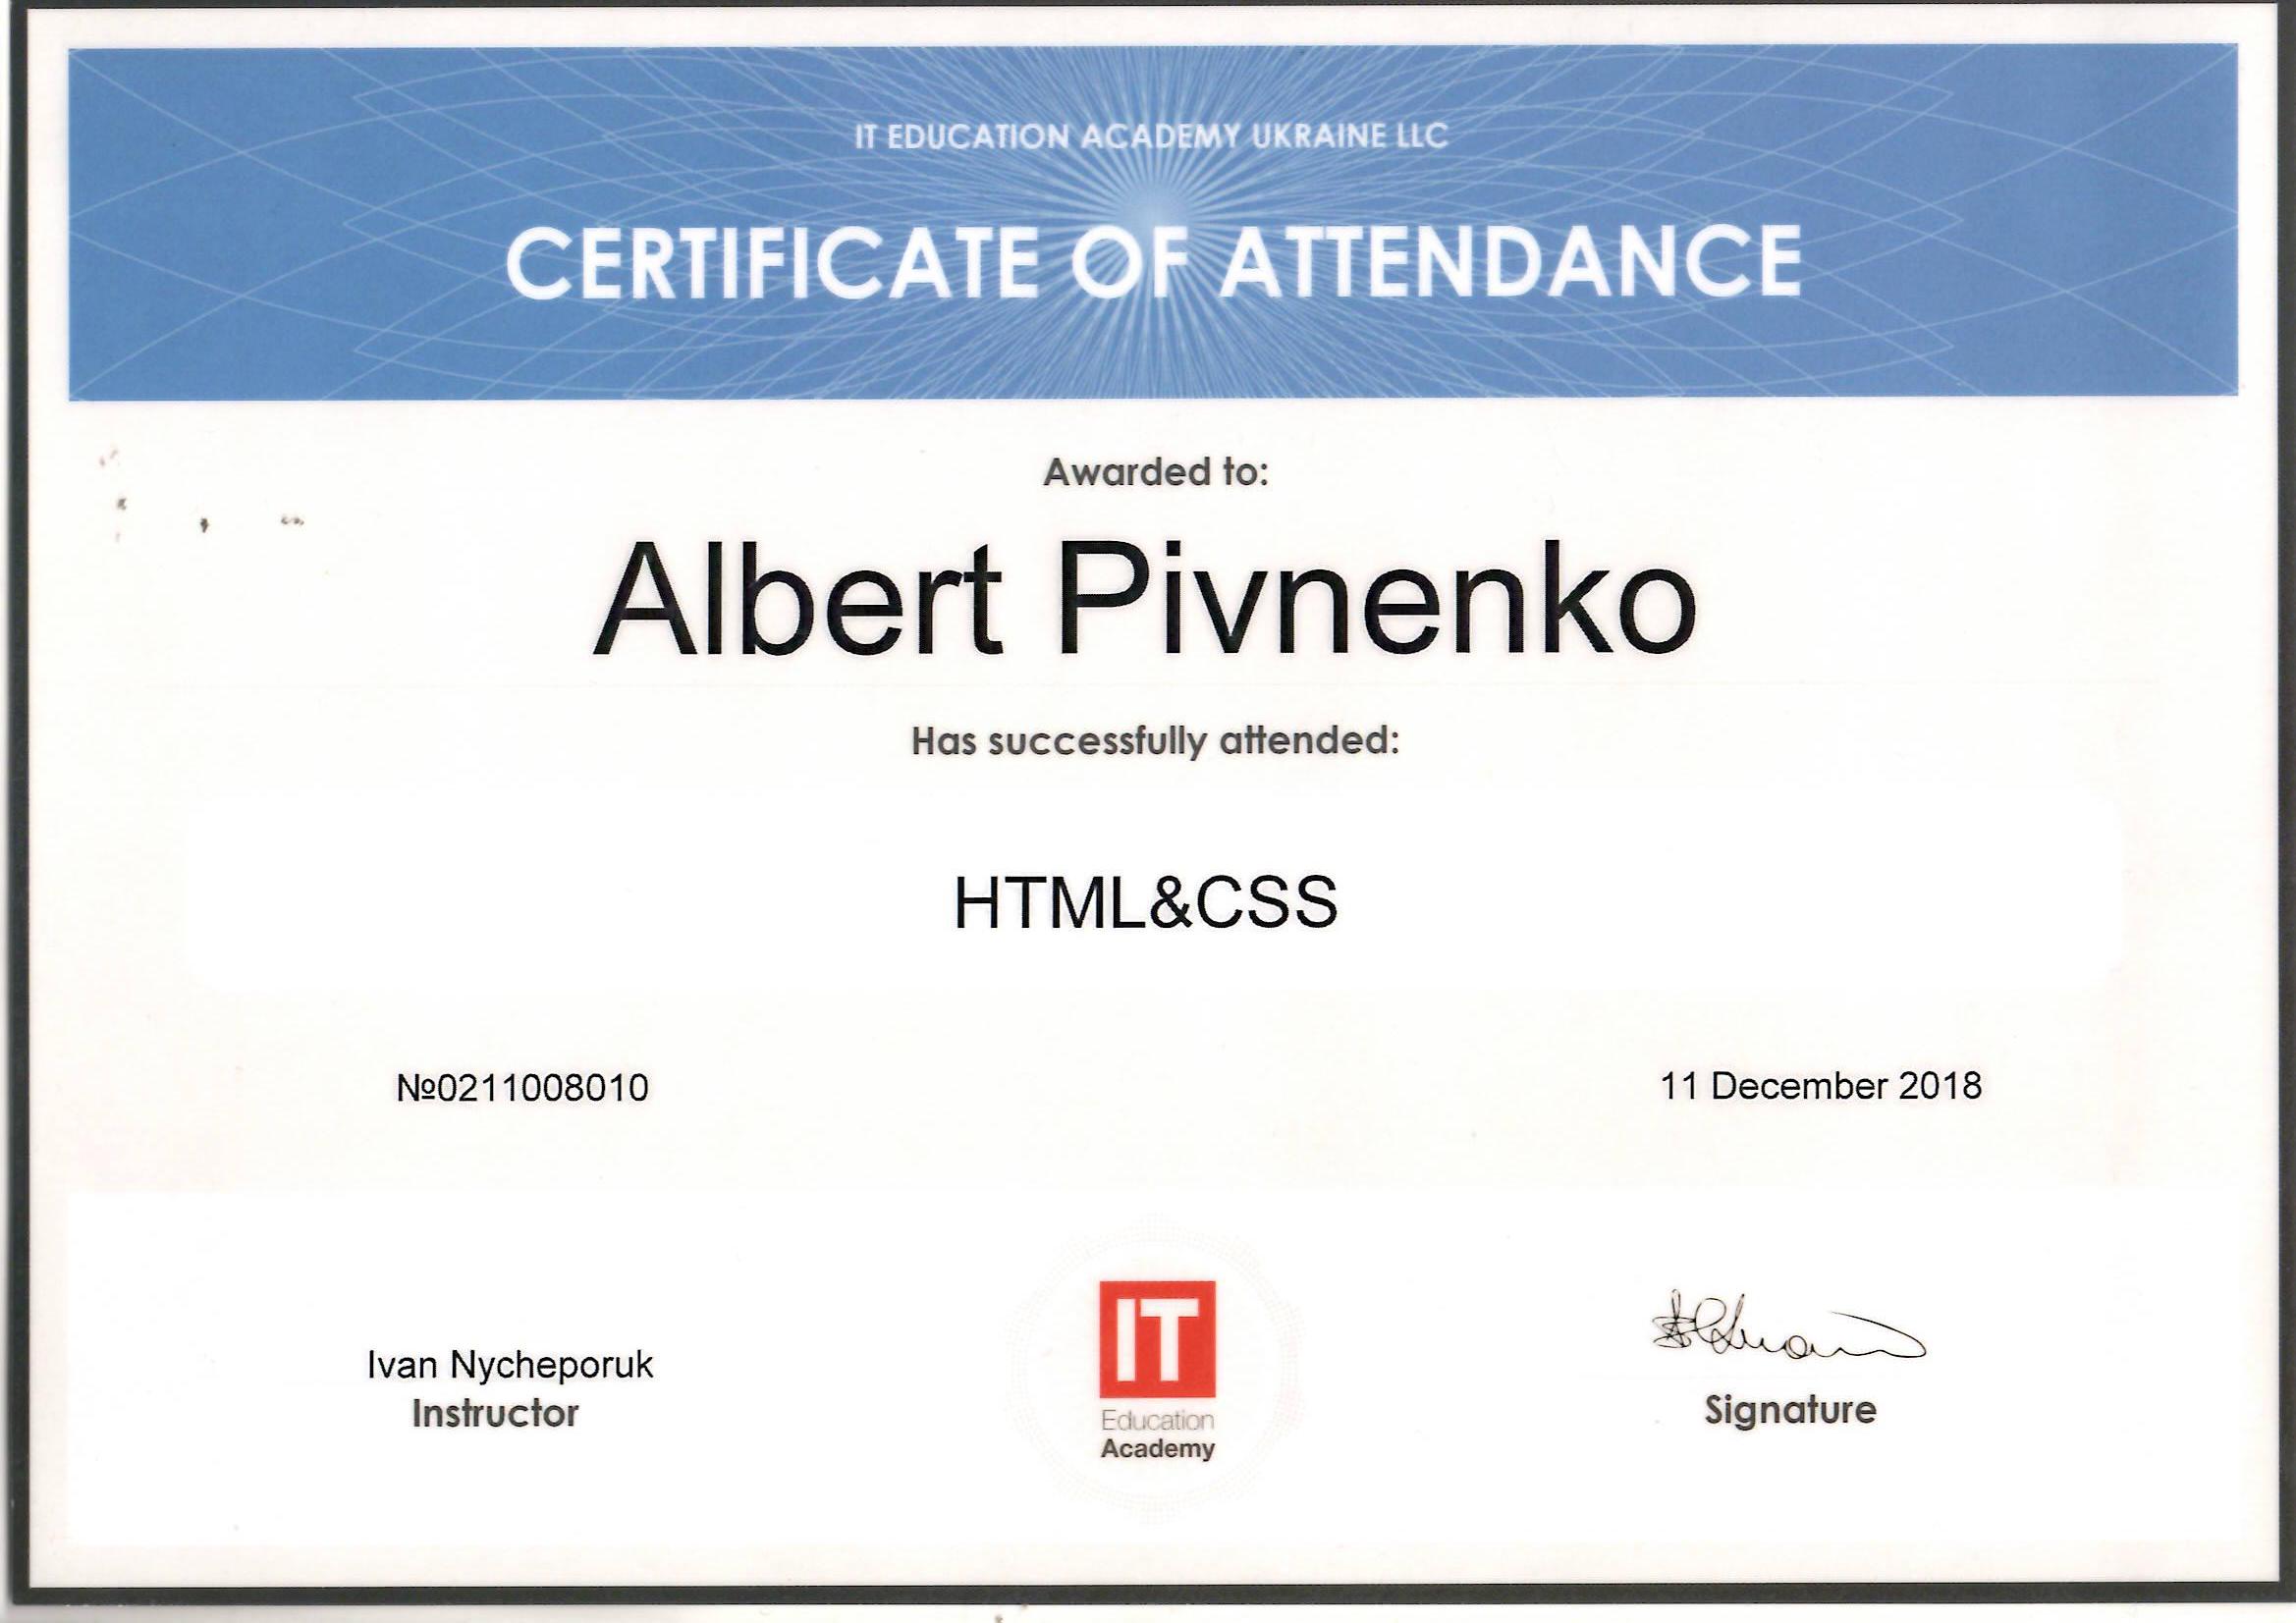 IT EDUCATION ACADEMY UKRAINE LLC
CERTIFICATE OF ATTENDANCE
Awarded to:
Albert Pivnenko
Has successfully attended:
HTML&CSS
№0211008010
11 December 2018
Ivan Nycheporuk
Instructor
IT
Education
Academy
Signature